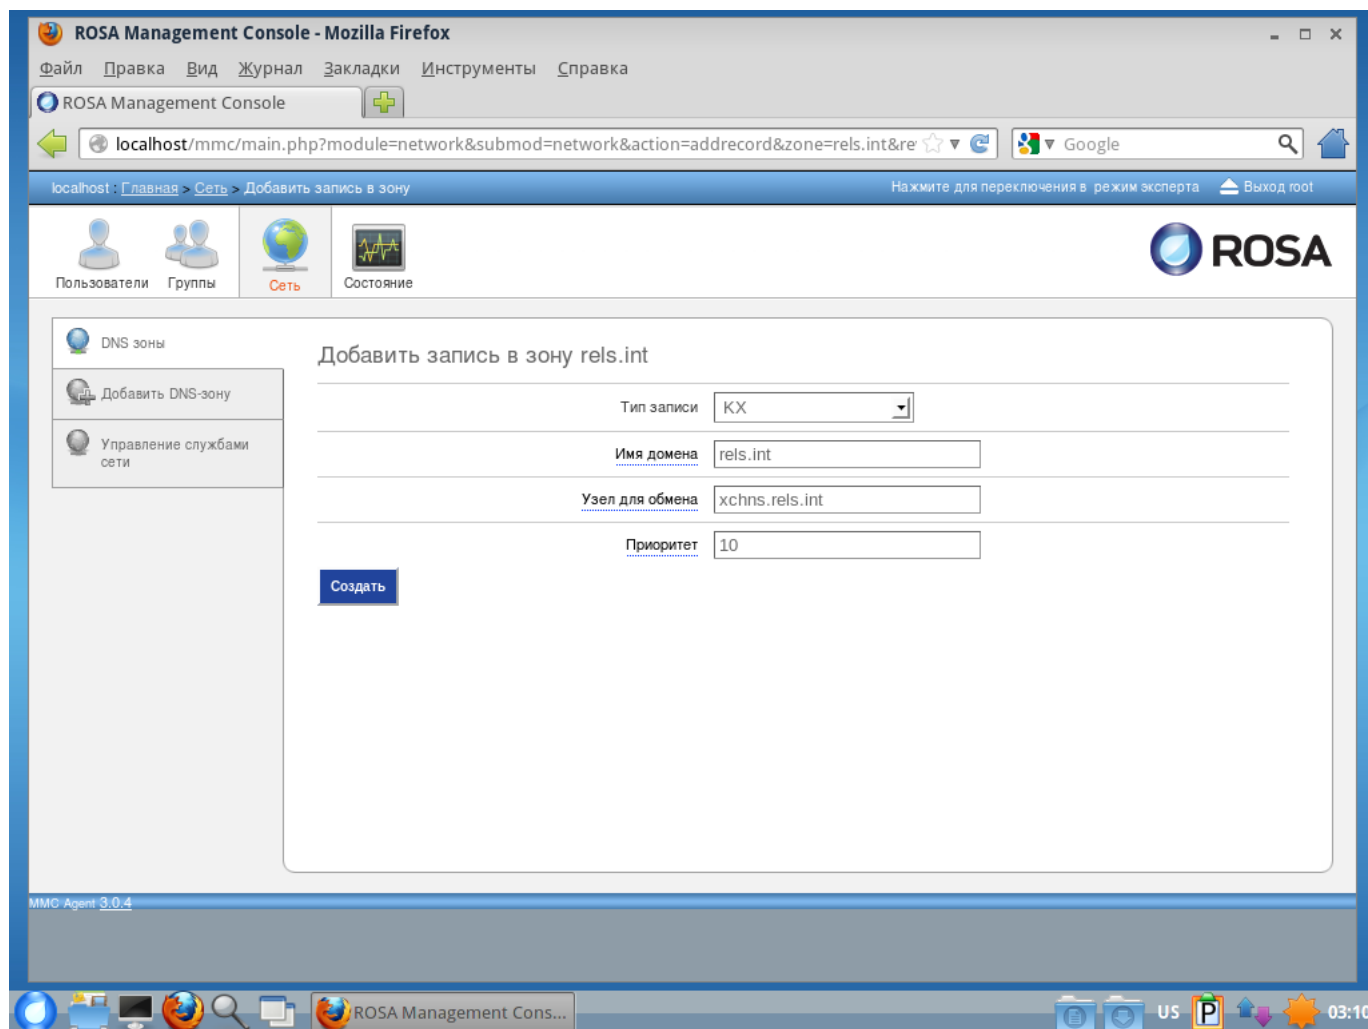 ROSA Management Console - Mozilla Firefox
Файл Правка Вид Журнал Закладки Инструменты Справка
ROSA Management Console
localhost/mmc/main.php?module=network&submod=network&action=addrecord&zone=rels.int&re Google
localhost : Главная > Сеть > Добавить запись в зону Нажмите для переключения в режим эксперта Выход root
Пользователи Группы Сеть Состояние
ROSA
DNS зоны
Добавить DNS-зону
Управление службами
сети
Добавить запись в зону rels.int
Тип записи KX
Имя домена rels.int
Узел для обмена xchns.rels.int
Приоритет 10
Создать
MMC Agent 3.0.4
ROSA Management Cons... US P 03:10